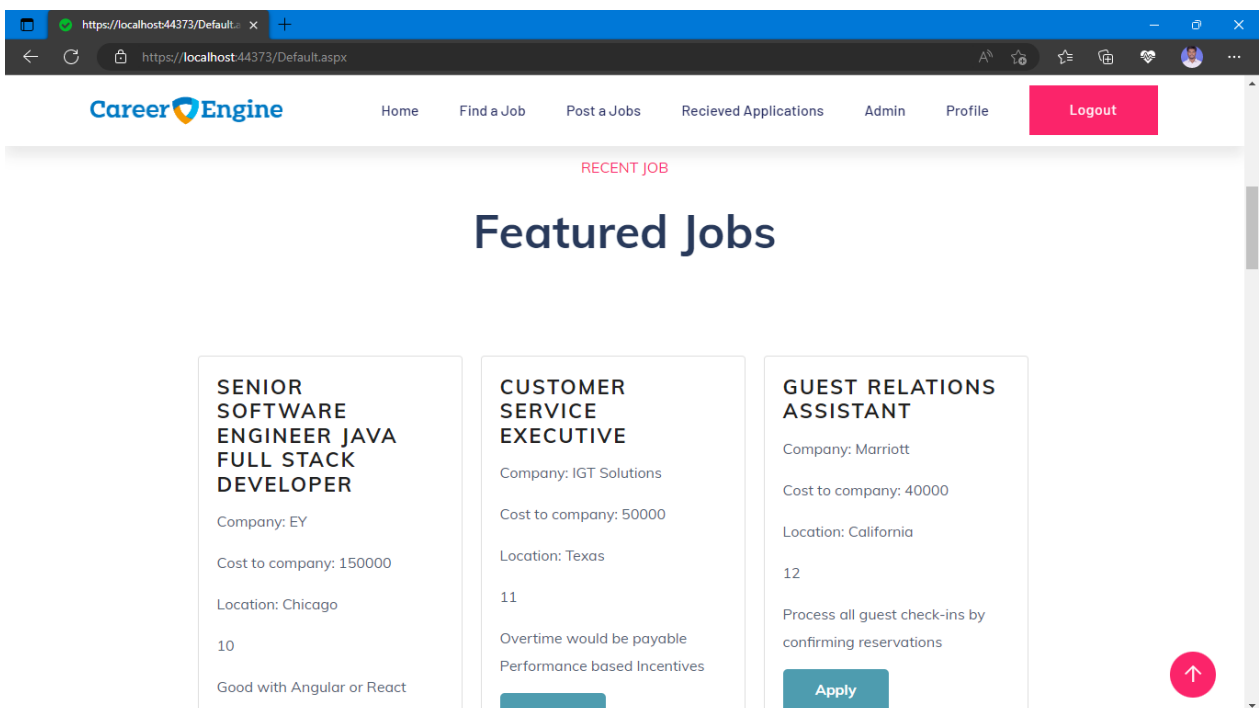 https://localhost:44373/Default.a
https://localhost:44373/Default.aspx
Career Engine
Home
Find a Job
Post a Jobs
Recieved Applications
Admin
Profile
Logout
RECENT JOB
Featured Jobs
SENIOR
SOFTWARE
ENGINEER JAVA
FULL STACK
DEVELOPER
Company: EY
Cost to company: 150000
Location: Chicago
10
Good with Angular or React
CUSTOMER
SERVICE
EXECUTIVE
Company: IGT Solutions
Cost to company: 50000
Location: Texas
11
Overtime would be payable
Performance based Incentives
GUEST RELATIONS
ASSISTANT
Company: Marriott
Cost to company: 40000
Location: California
12
Process all guest check-ins by
confirming reservations
Apply